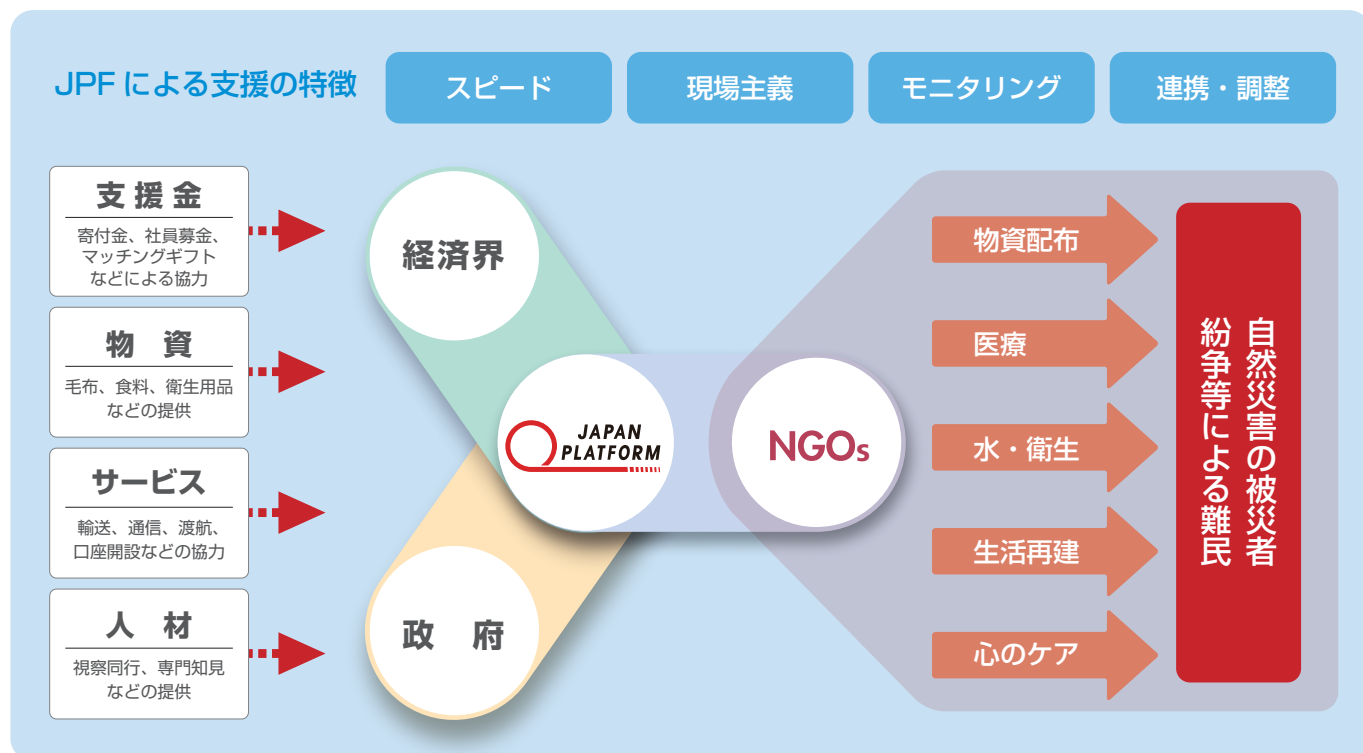 JPF による支援の特徴
スピード
現場主義
モニタリング
連携・調整
支援金
寄付金、社員募金、
マッチングギフト
などによる協力
物 資
毛布、食料、衛生用品
などの提供
サービス
輸送、通信、渡航、
口座開設などの協力
人 材
視察同行、専門知見
などの提供
経済界
政 府
JAPAN
PLATFORM
NGOs
物資配布
医療
水・衛生
生活再建
心のケア
自然災害の被災者
紛争等による難民